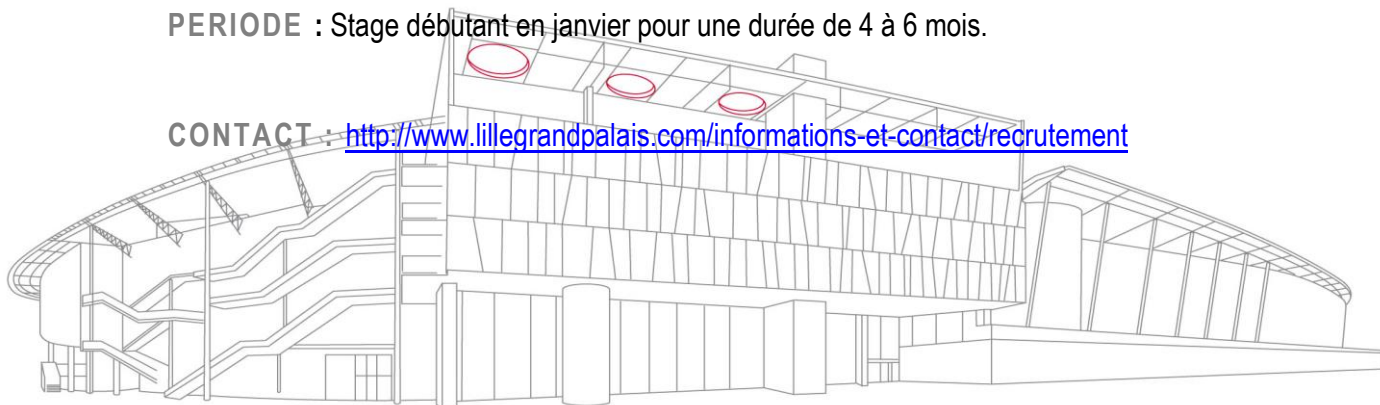 PERIODE : Stage débutant en janvier pour une durée de 4 à 6 mois.
CONTACT : http://www.lillegrandpalais.com/informations-et-contact/recrutement